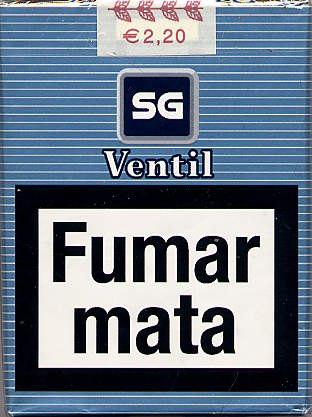 €2,20
SG
Ventil
Fumar
mata